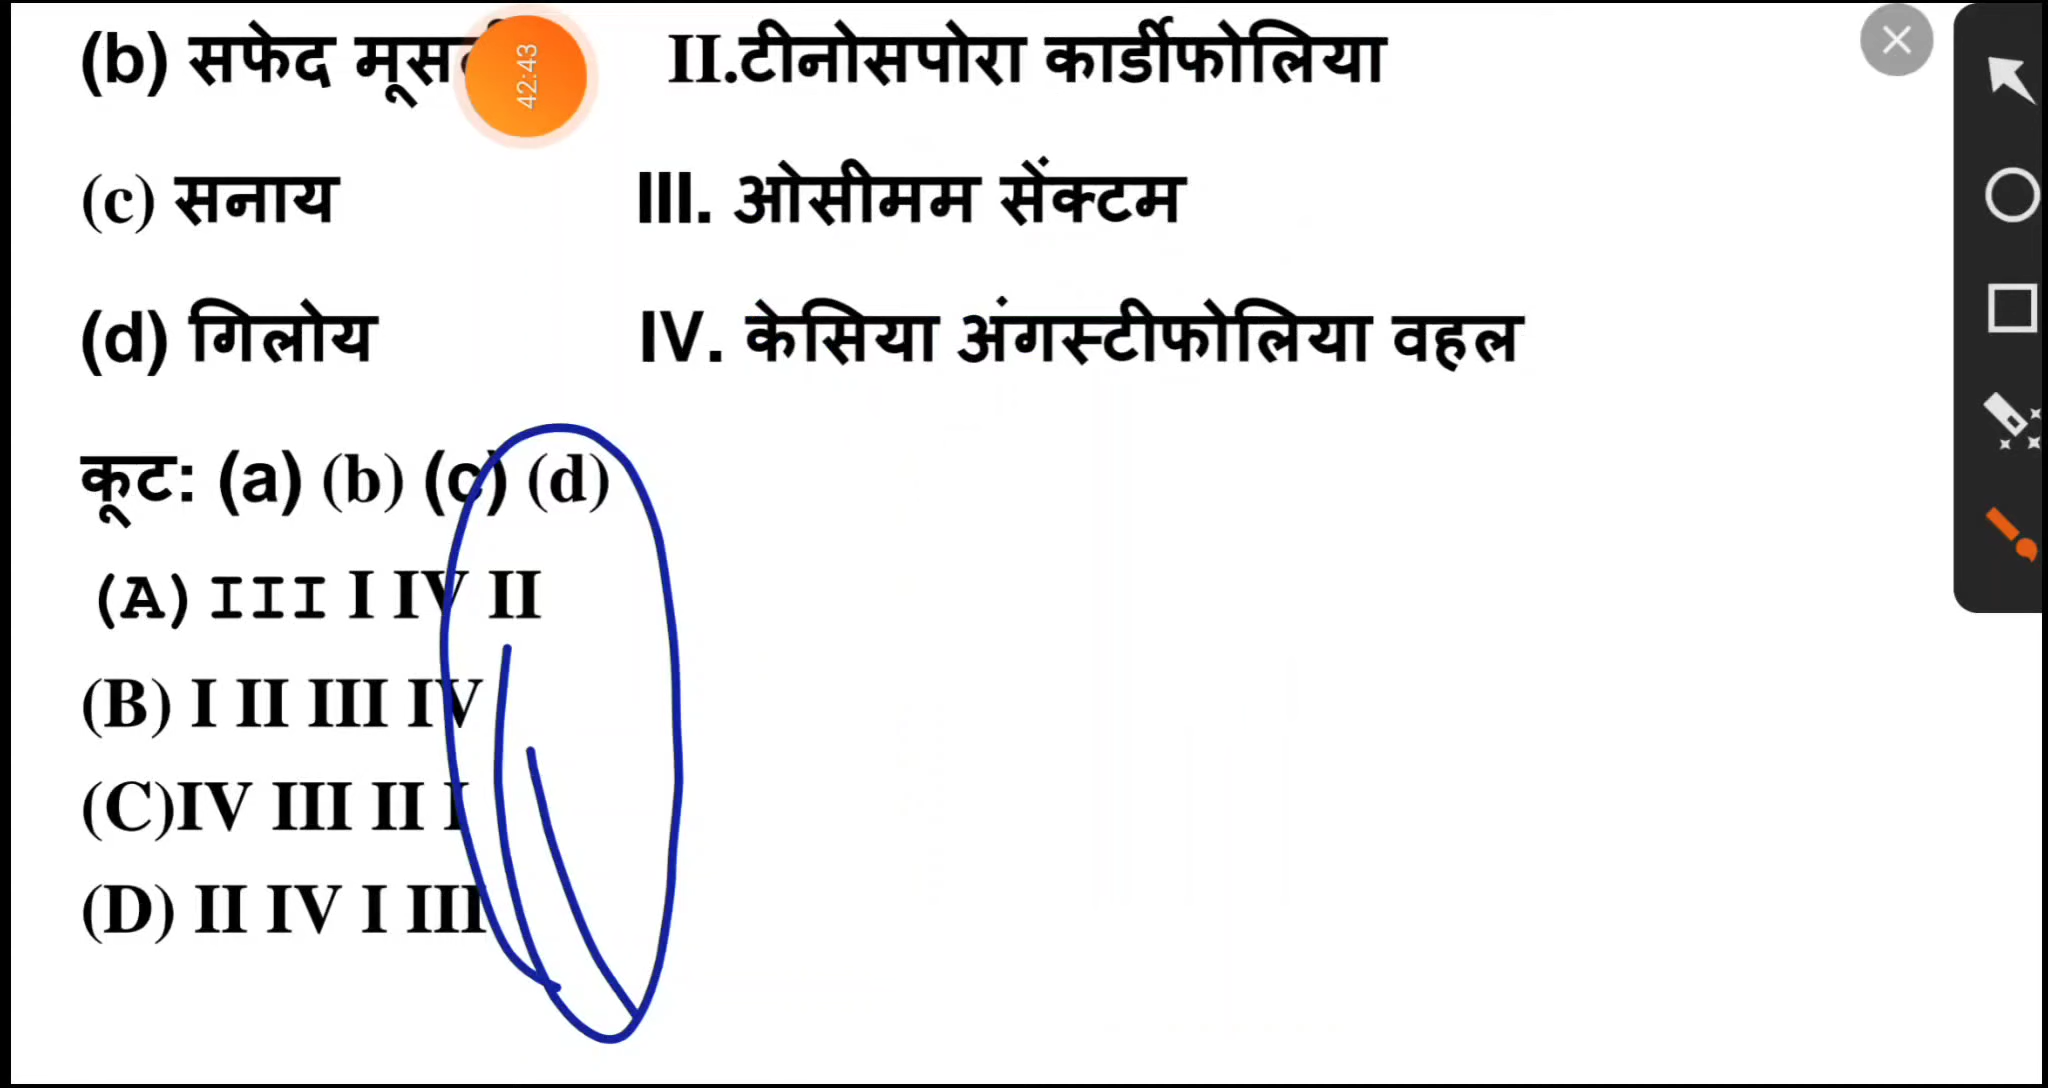 (b) सफेद II.टीनोसपोरा कार्डीफोलिया
42:43
(c) सनाय III. ओसीमम सेंक्टम
(d) गिलोय IV. केसिया अंगस्टीफोलिया वहल
कूट: (a) (b) (c) (d)
(A) III I IV II
(B) I II III IV
(C)IV III II I
(D) II IV I III